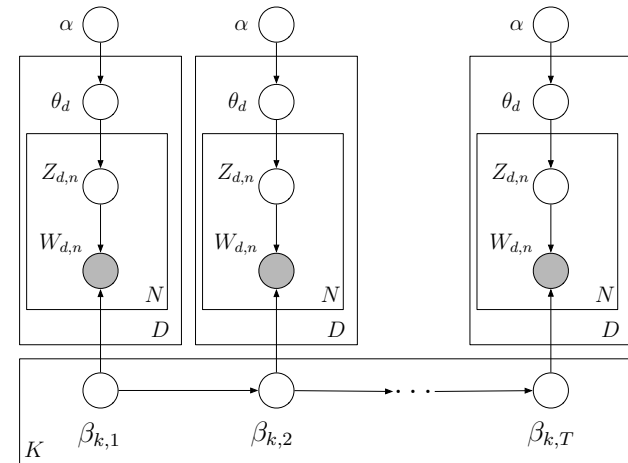 α α α
θ_d θ_d θ_d
Z_{d,n} Z_{d,n} Z_{d,n}
W_{d,n} W_{d,n} W_{d,n}
N N N
D D D
· · ·
β_{k,1} β_{k,2} β_{k,T}
K